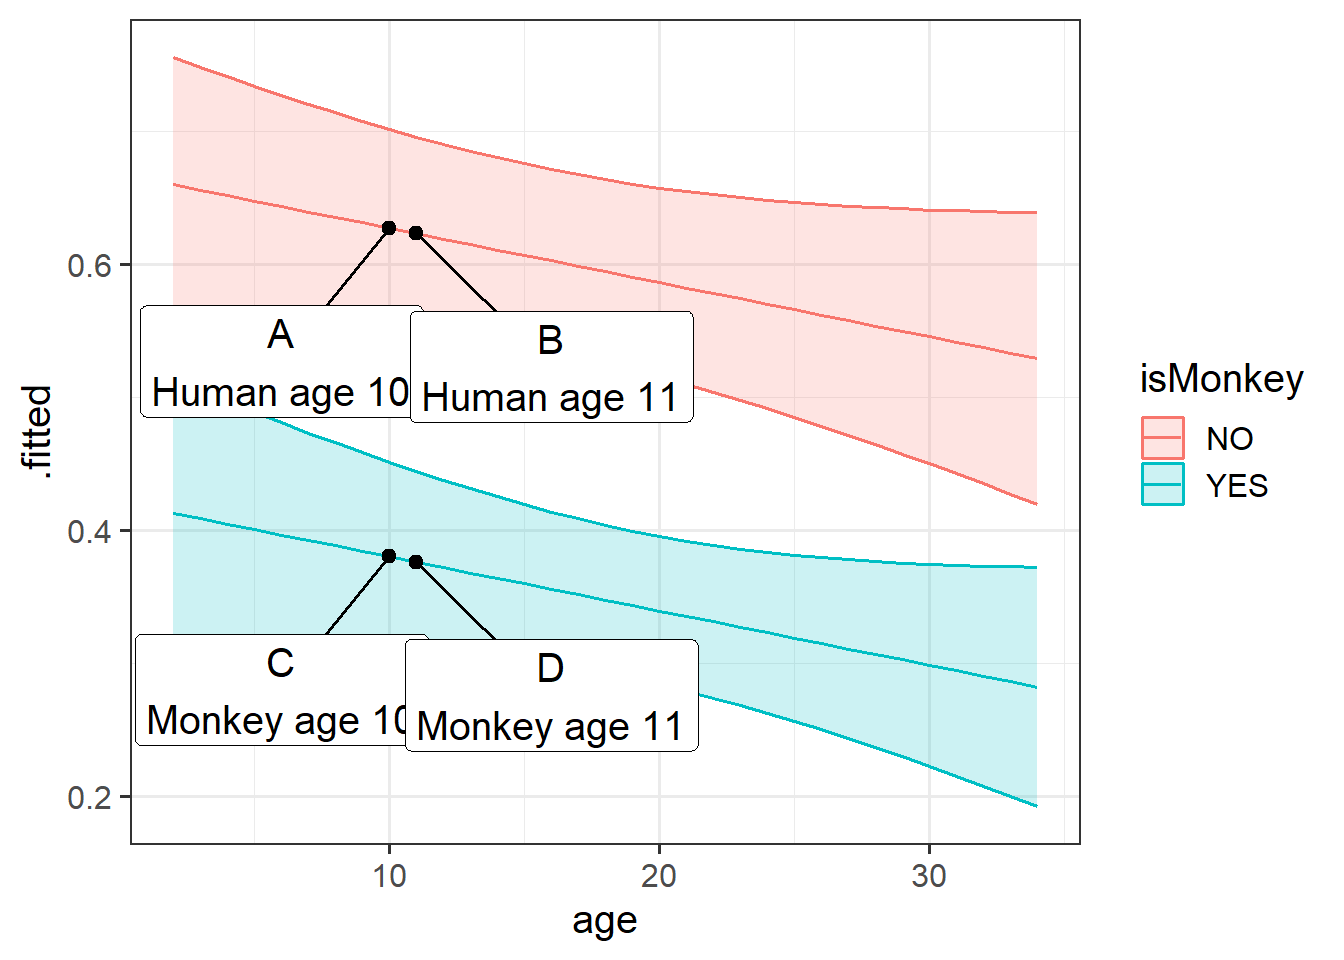 .fitted
0.6
0.4
0.2
A
Human age 10
B
Human age 11
C
Monkey age 10
D
Monkey age 11
10
20
30
age
isMonkey
NO
YES